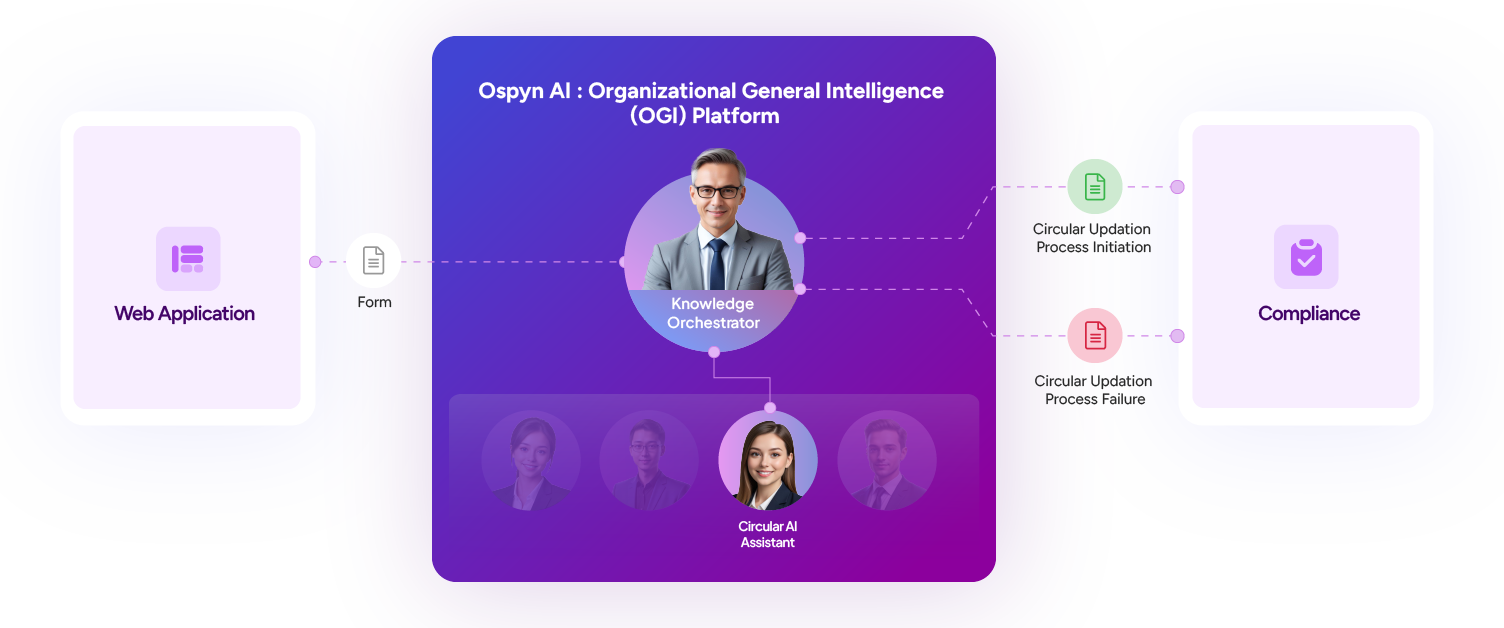 Ospyn AI : Organizational General Intelligence
(OGI) Platform
Web Application
Form
Knowledge
Orchestrator
Circular AI
Assistant
Circular Updation
Process Initiation
Circular Updation
Process Failure
Compliance